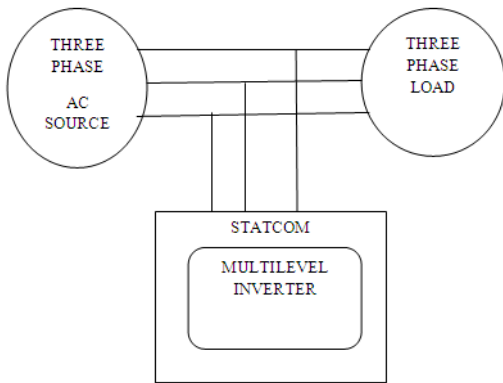 THREE
PHASE
AC
SOURCE
THREE
PHASE
LOAD
STATCOM
MULTILEVEL
INVERTER